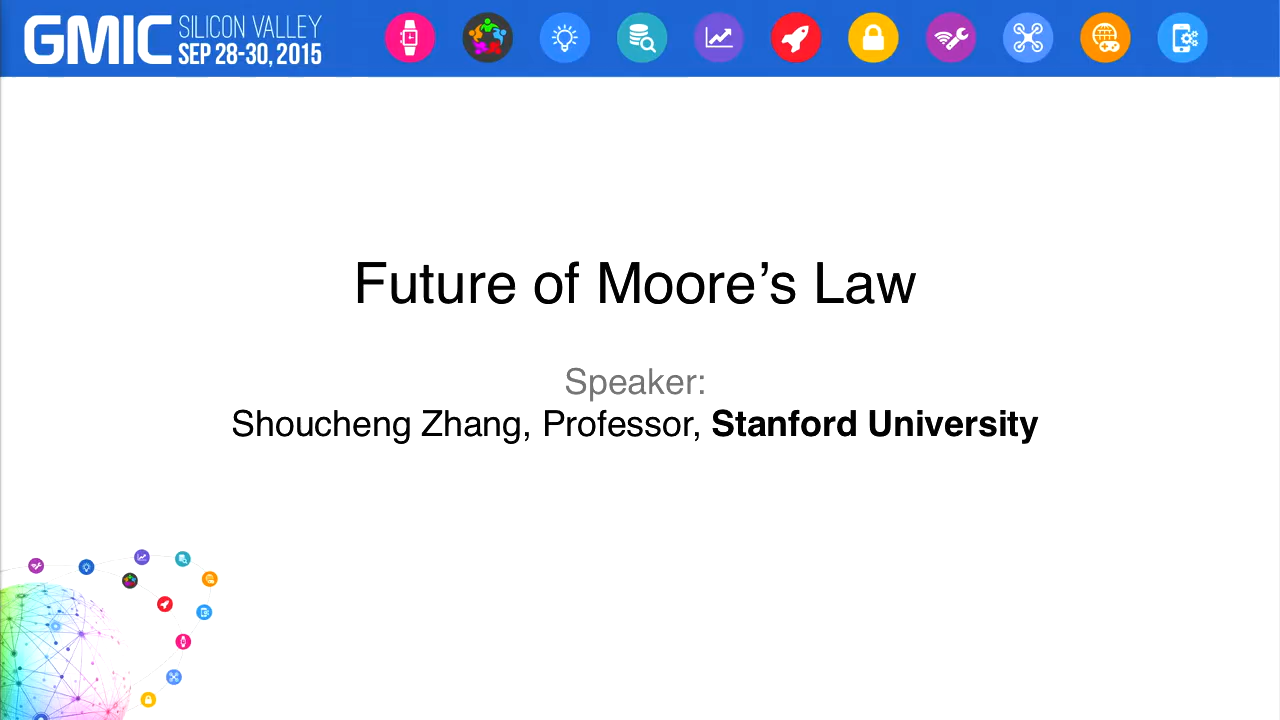 GMIC
SILICON VALLEY
SEP 28-30, 2015
Future of Moore’s Law
Speaker:
Shoucheng Zhang, Professor, Stanford University